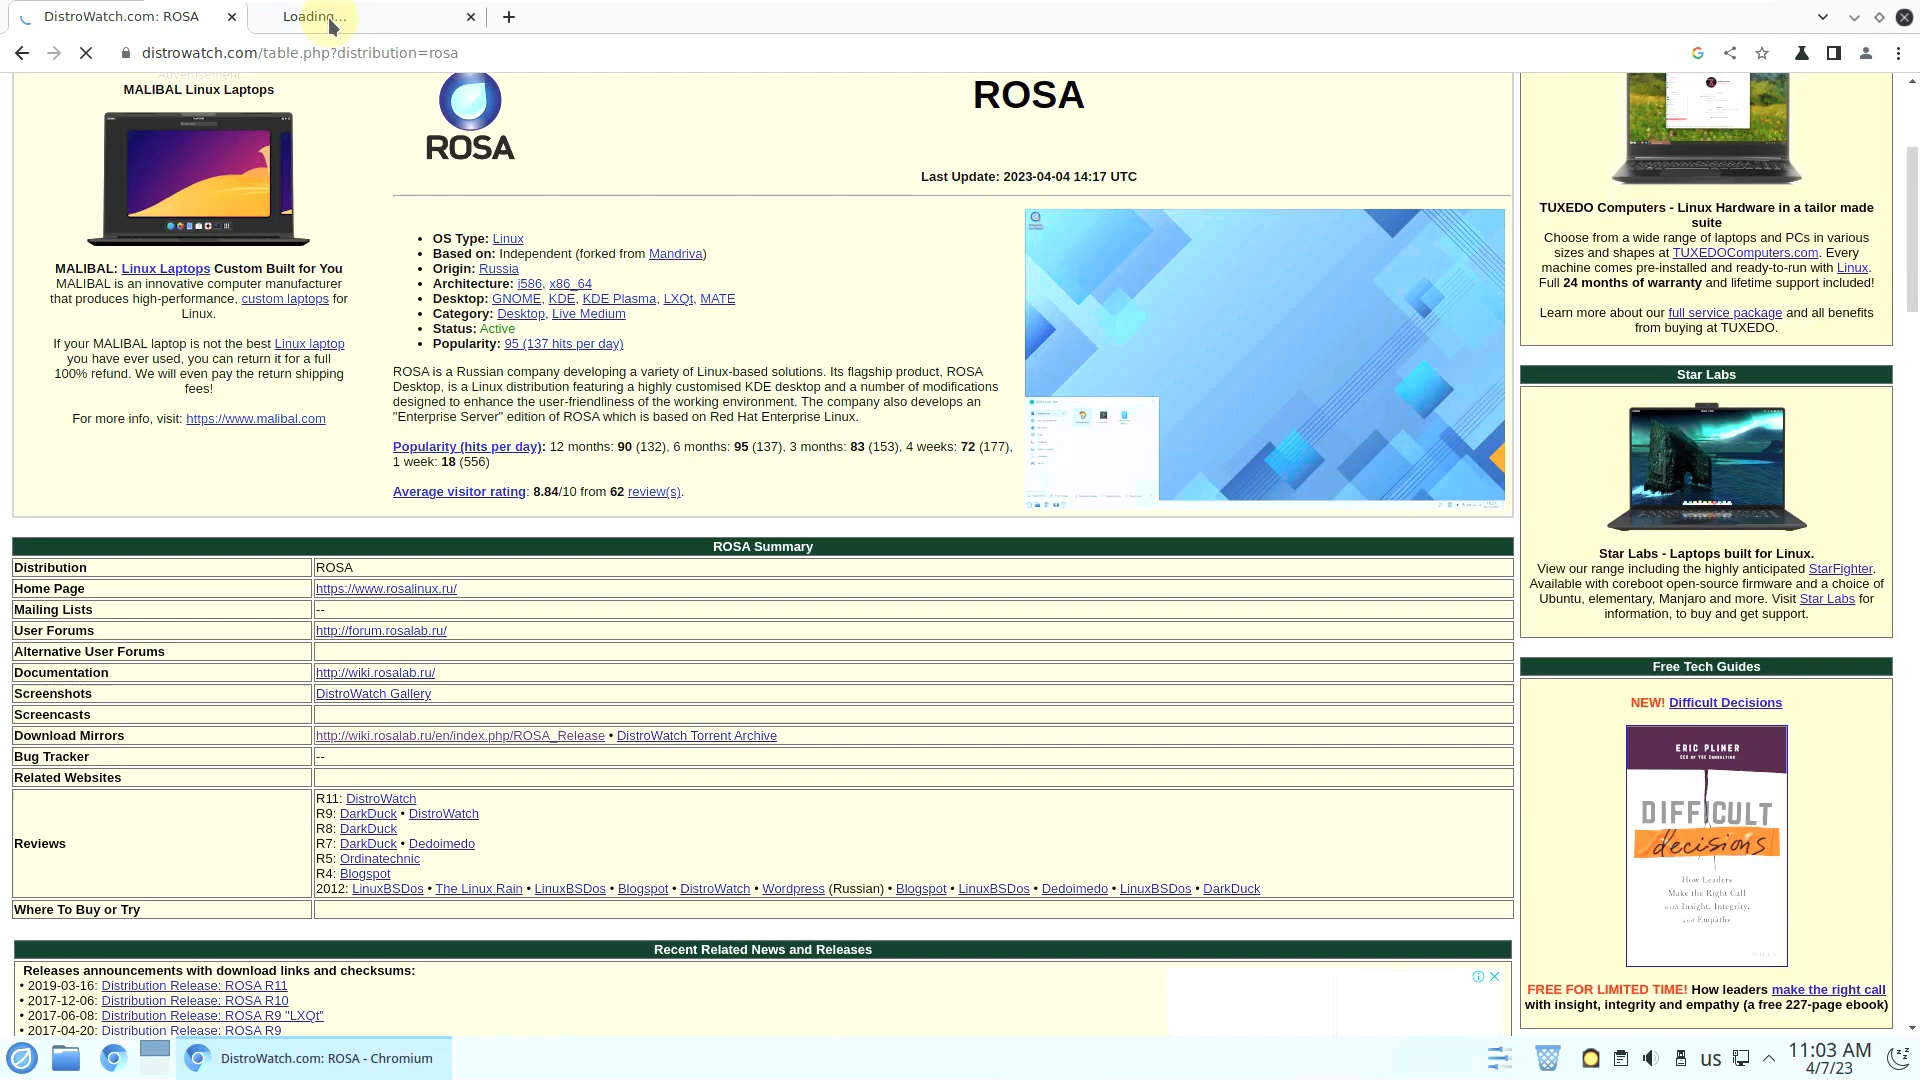 DistroWatch.com: ROSA
Loading...
distrowatch.com/table.php?distribution=rosa
Advertisement
MALIBAL Linux Laptops
MALIBAL: Linux Laptops Custom Built for You
MALIBAL is an innovative computer manufacturer
that produces high-performance, custom laptops for
Linux.
If your MALIBAL laptop is not the best Linux laptop
you have ever used, you can return it for a full
100% refund. We will even pay the return shipping
fees!
For more info, visit: https://www.malibal.com
ROSA
ROSA
Last Update: 2023-04-04 14:17 UTC
• OS Type: Linux
• Based on: Independent (forked from Mandriva)
• Origin: Russia
• Architecture: i586, x86_64
• Desktop: GNOME, KDE, KDE Plasma, LXQt, MATE
• Category: Desktop, Live Medium
• Status: Active
• Popularity: 95 (137 hits per day)
ROSA is a Russian company developing a variety of Linux-based solutions. Its flagship product, ROSA
Desktop, is a Linux distribution featuring a highly customised KDE desktop and a number of modifications
designed to enhance the user-friendliness of the working environment. The company also develops an
"Enterprise Server" edition of ROSA which is based on Red Hat Enterprise Linux.
Popularity (hits per day): 12 months: 90 (132), 6 months: 95 (137), 3 months: 83 (153), 4 weeks: 72 (177),
1 week: 18 (556)
Average visitor rating: 8.84/10 from 62 review(s).
ROSA Summary
Distribution ROSA
Home Page https://www.rosalinux.ru/
Mailing Lists --
User Forums http://forum.rosalab.ru/
Alternative User Forums
Documentation http://wiki.rosalab.ru/
Screenshots DistroWatch Gallery
Screencasts
Download Mirrors http://wiki.rosalab.ru/en/index.php/ROSA_Release • DistroWatch Torrent Archive
Bug Tracker --
Related Websites
Reviews
R11: DistroWatch
R9: DarkDuck • DistroWatch
R8: DarkDuck
R7: DarkDuck • Dedoimedo
R5: Ordinatechnic
R4: Blogspot
2012: LinuxBSDos • The Linux Rain • LinuxBSDos • Blogspot • DistroWatch • Wordpress (Russian) • Blogspot • LinuxBSDos • Dedoimedo • LinuxBSDos • DarkDuck
Where To Buy or Try
Recent Related News and Releases
Releases announcements with download links and checksums:
• 2019-03-16: Distribution Release: ROSA R11
• 2017-12-06: Distribution Release: ROSA R10
• 2017-06-08: Distribution Release: ROSA R9 "LXQt"
• 2017-04-20: Distribution Release: ROSA R9
TUXEDO Computers - Linux Hardware in a tailor made
suite
Choose from a wide range of laptops and PCs in various
sizes and shapes at TUXEDOComputers.com. Every
machine comes pre-installed and ready-to-run with Linux.
Full 24 months of warranty and lifetime support included!
Learn more about our full service package and all benefits
from buying at TUXEDO.
Star Labs
Star Labs - Laptops built for Linux.
View our range including the highly anticipated StarFighter.
Available with coreboot open-source firmware and a choice of
Ubuntu, elementary, Manjaro and more. Visit Star Labs for
information, to buy and get support.
Free Tech Guides
NEW! Difficult Decisions
ERIC PLINER
CEO OF YSC CONSULTING
DIFFICULT
decisions
How Leaders
Make the Right Call
with Insight, Integrity,
and Empathy
WILEY
FREE FOR LIMITED TIME! How leaders make the right call
with insight, integrity and empathy (a free 227-page ebook)
DistroWatch.com: ROSA - Chromium
us
11:03 AM
4/7/23